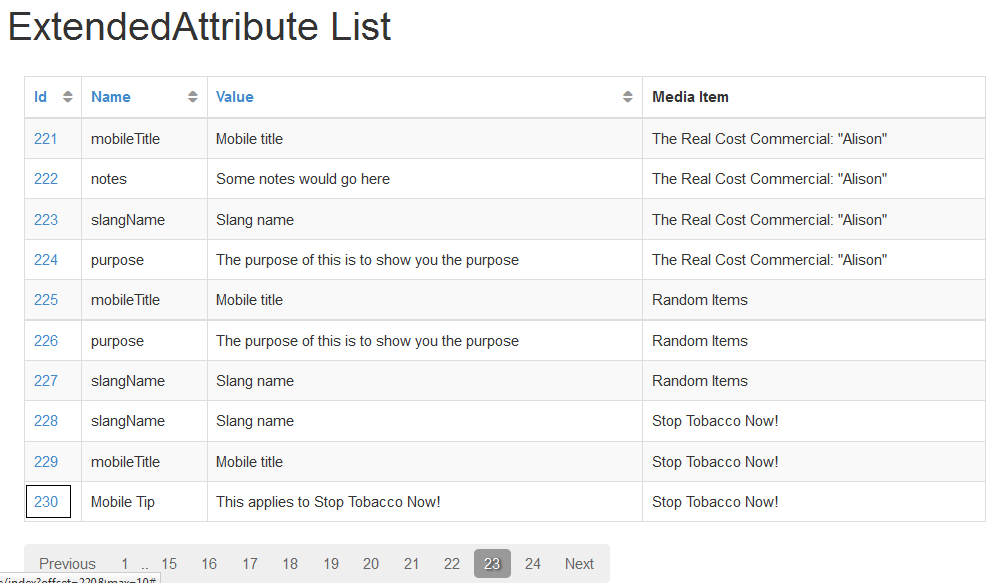 ExtendedAttribute List
Id Name Value Media Item
221 mobileTitle Mobile title The Real Cost Commercial: "Alison"
222 notes Some notes would go here The Real Cost Commercial: "Alison"
223 slangName Slang name The Real Cost Commercial: "Alison"
224 purpose The purpose of this is to show you the purpose The Real Cost Commercial: "Alison"
225 mobileTitle Mobile title Random Items
226 purpose The purpose of this is to show you the purpose Random Items
227 slangName Slang name Random Items
228 slangName Slang name Stop Tobacco Now!
229 mobileTitle Mobile title Stop Tobacco Now!
230 Mobile Tip This applies to Stop Tobacco Now! Stop Tobacco Now!
Previous 1 .. 15 16 17 18 19 20 21 22 23 24 Next
/index?offset=220&max=10#